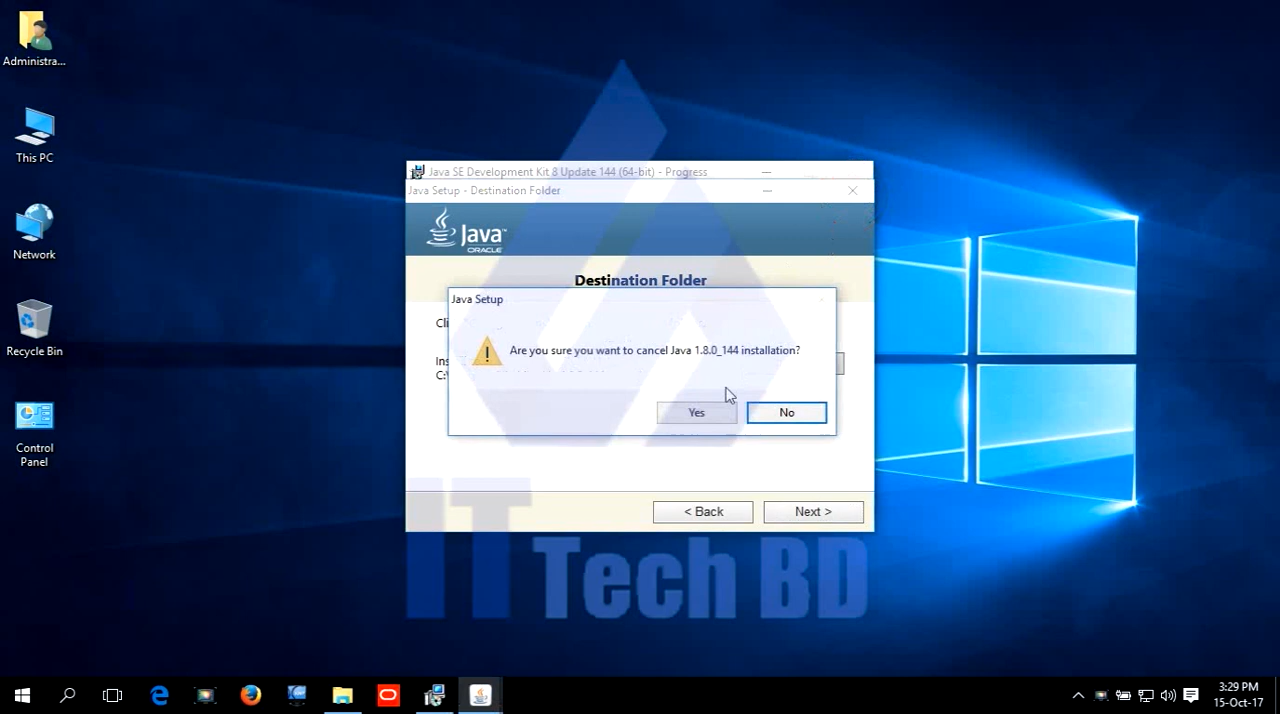 Administra...
This PC
Network
Recycle Bin
Control
Panel
Java SE Development Kit 8 Update 144 (64-bit) - Progress
Java Setup - Destination Folder
Java
ORACLE
Destination Folder
Java Setup
Are you sure you want to cancel Java 1.8.0_144 installation?
Yes
No
< Back
Next >
IT Tech BD
3:29 PM
15-Oct-17